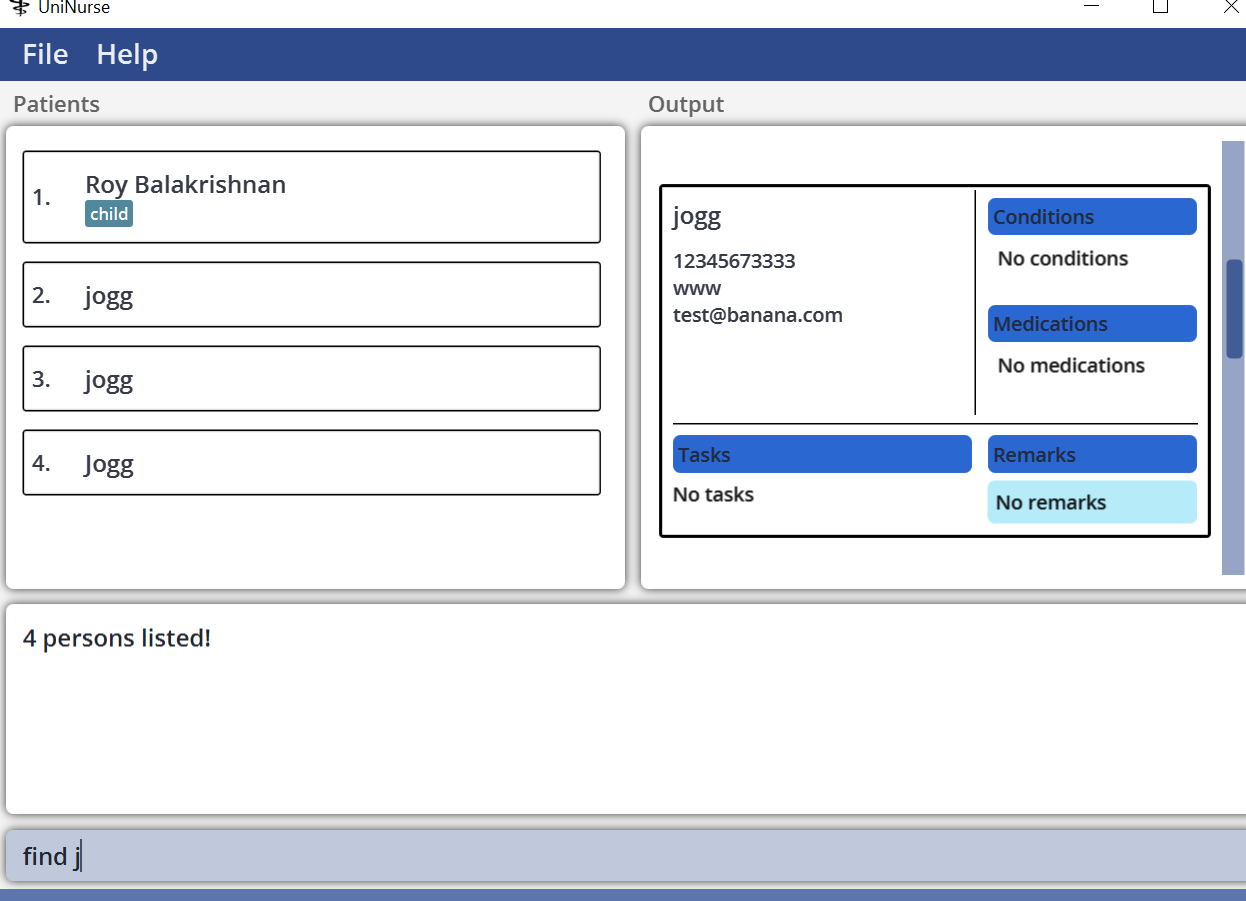 UniNurse
File Help
Patients
Output
1.
Roy Balakrishnan
child
2.
jogg
3.
jogg
4.
Jogg
jogg
12345673333
www
test@banana.com
Conditions
No conditions
Medications
No medications
Tasks
No tasks
Remarks
No remarks
4 persons listed!
find j